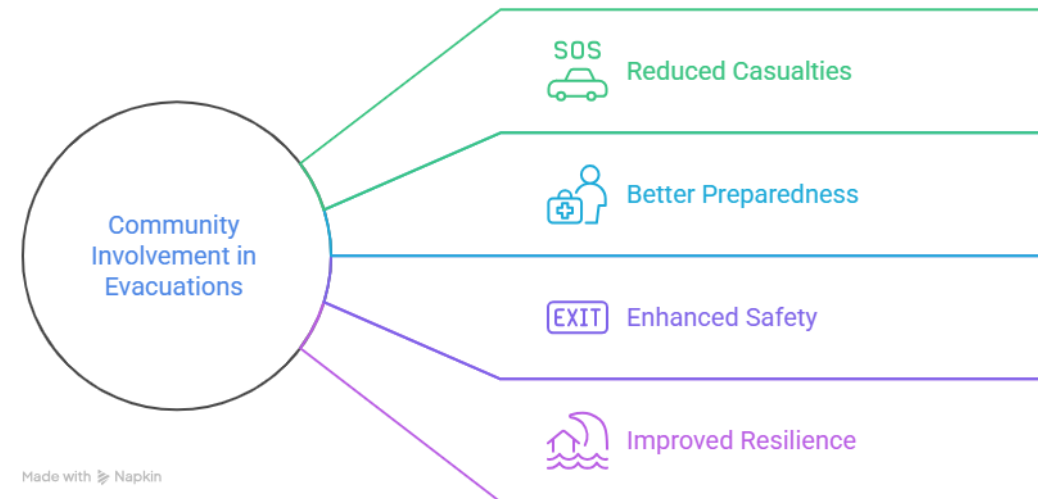 SOS
Reduced Casualties
Better Preparedness
Community
Involvement in
Evacuations
EXIT Enhanced Safety
Improved Resilience
Made with Napkin